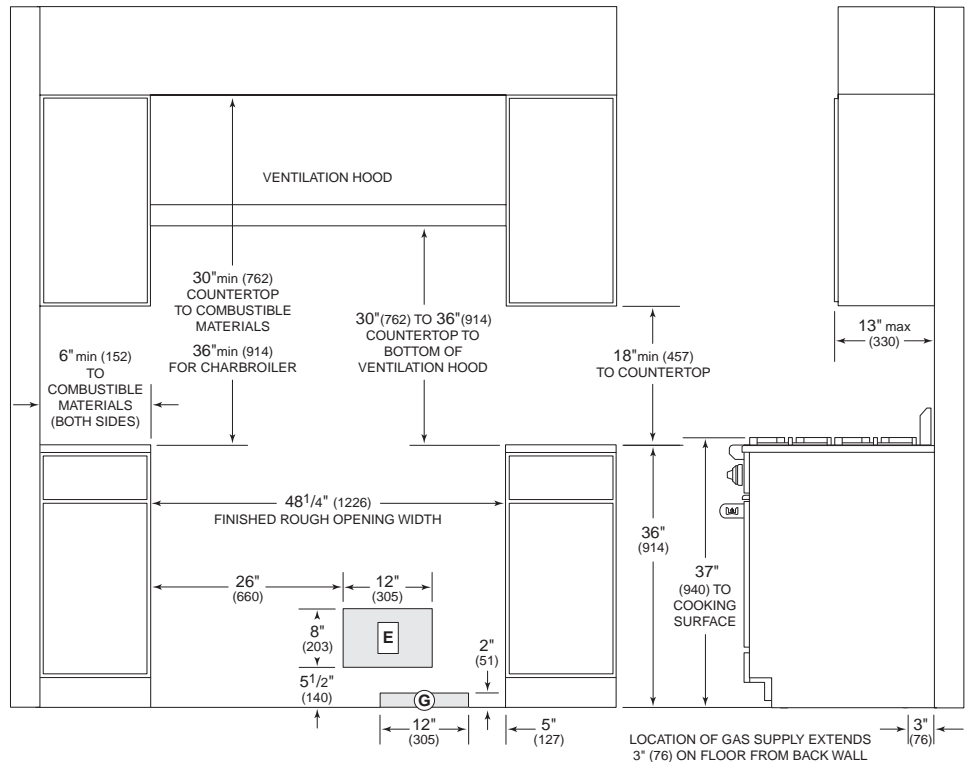 VENTILATION HOOD
30"min (762)
COUNTERTOP
TO COMBUSTIBLE
MATERIALS
36"min (914)
FOR CHARBROILER
30"(762) TO 36"(914)
COUNTERTOP TO
BOTTOM OF
VENTILATION HOOD
18"min (457)
TO COUNTERTOP
13" max
(330)
6" min (152)
TO
COMBUSTIBLE
MATERIALS
(BOTH SIDES)
48 1/4" (1226)
FINISHED ROUGH OPENING WIDTH
36"
(914)
37"
(940) TO
COOKING
SURFACE
26"
(660)
12"
(305)
8"
(203)
E
5 1/2"
(140)
2"
(51)
G
12"
(305)
5"
(127)
3"
(76)
LOCATION OF GAS SUPPLY EXTENDS
3" (76) ON FLOOR FROM BACK WALL